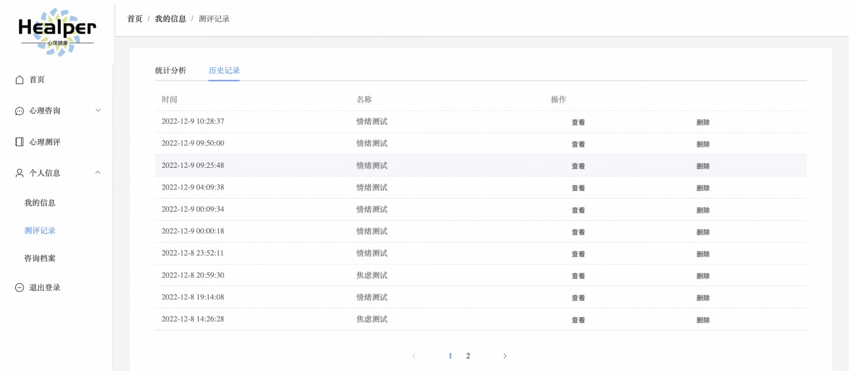 Healper
心理健康
首页
心理咨询
心理测评
个人信息
我的信息
测评记录
咨询档案
退出登录
首页 / 我的信息 / 测评记录
统计分析 历史记录
时间 名称 操作
2022-12-9 10:28:37 情绪测试 查看 删除
2022-12-9 09:50:00 情绪测试 查看 删除
2022-12-9 09:25:48 情绪测试 查看 删除
2022-12-9 04:09:38 情绪测试 查看 删除
2022-12-9 00:09:34 情绪测试 查看 删除
2022-12-9 00:00:18 情绪测试 查看 删除
2022-12-8 23:52:11 情绪测试 查看 删除
2022-12-8 20:59:30 焦虑测试 查看 删除
2022-12-8 19:14:08 情绪测试 查看 删除
2022-12-8 14:26:28 焦虑测试 查看 删除
< 1 2 >